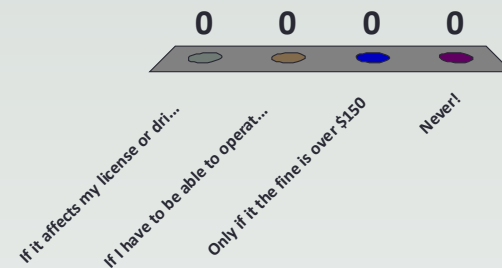 0 0 0 0
If it affects my license or dri...
If I have to be able to operat...
Only if it the fine is over $150
Never!